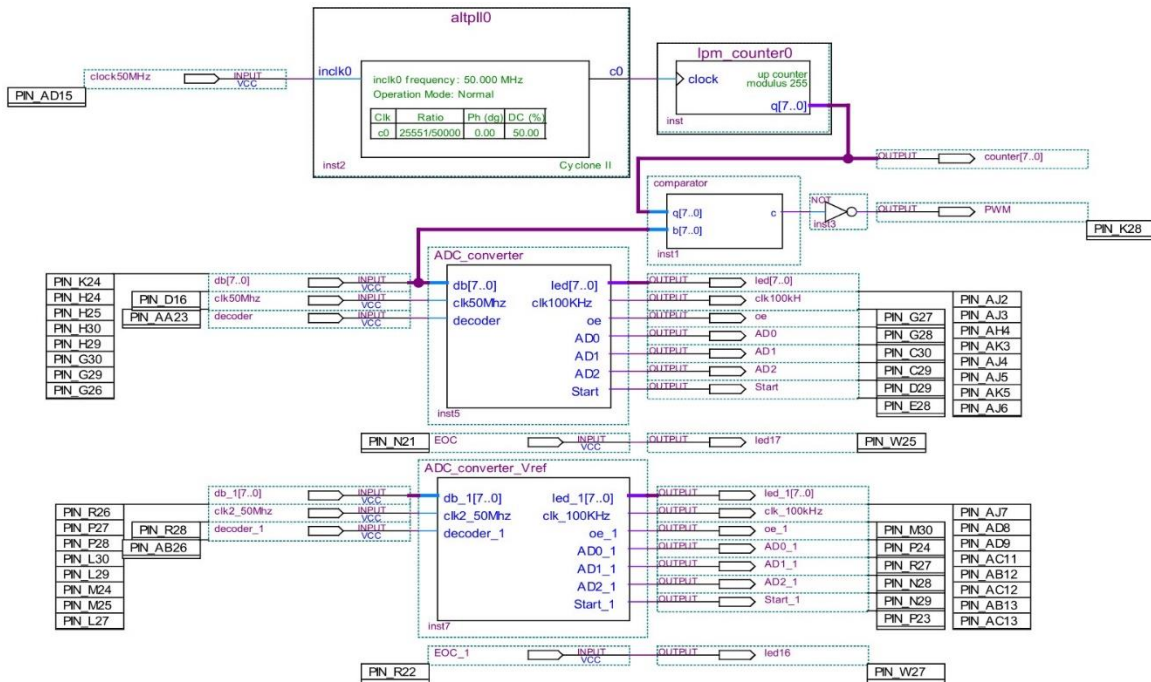 altpll0
lpm_counter0
clock50MHz INPUT VCC inclk0 c0 clock up counter modulus 255
PIN_AD15 inclk0 frequency: 50.000 MHz
Operation Mode: Normal
q[7..0]
Clk Ratio Ph (dg) DC (%)
c0 25551/50000 0.00 50.00 inst
inst2 Cyclone II
OUTPUT counter[7..0]
comparator
q[7..0] c NOT OUTPUT PWM
b[7..0] inst3
inst1 PIN_K28
ADC_converter
PIN_K24 db[7..0] INPUT VCC db[7..0] led[7..0] OUTPUT led[7..0]
PIN_H24 PIN_D16 clk50Mhz INPUT VCC clk50Mhz clk100KHz OUTPUT clk100kH PIN_AJ2
PIN_H25 PIN_AA23 decoder INPUT VCC decoder oe OUTPUT oe PIN_G27 PIN_AJ3
PIN_H30 AD0 OUTPUT AD0 PIN_G28 PIN_AH4
PIN_H29 AD1 OUTPUT AD1 PIN_C30 PIN_AK3
PIN_G30 AD2 OUTPUT AD2 PIN_C29 PIN_AJ4
PIN_G29 Start OUTPUT Start PIN_D29 PIN_AJ5
PIN_G26 PIN_E28 PIN_AK5
inst5 PIN_AJ6
PIN_N21 EOC INPUT VCC OUTPUT led17 PIN_W25
ADC_converter_Vref
db_1[7..0] INPUT VCC db_1[7..0] led_1[7..0] OUTPUT led_1[7..0]
PIN_R26 clk2_50Mhz INPUT VCC clk2_50Mhz clk_100KHz OUTPUT clk_100kHz PIN_AJ7
PIN_P27 PIN_R28 decoder_1 INPUT VCC decoder_1 oe_1 OUTPUT oe_1 PIN_M30 PIN_AD8
PIN_P28 PIN_AB26 AD0_1 OUTPUT AD0_1 PIN_P24 PIN_AD9
PIN_L30 AD1_1 OUTPUT AD1_1 PIN_R27 PIN_AC11
PIN_L29 AD2_1 OUTPUT AD2_1 PIN_N28 PIN_AB12
PIN_M24 Start_1 OUTPUT Start_1 PIN_N29 PIN_AC12
PIN_M25 PIN_P23 PIN_AB13
PIN_L27 inst7 PIN_AC13
EOC_1 INPUT VCC OUTPUT led16
PIN_R22 PIN_W27